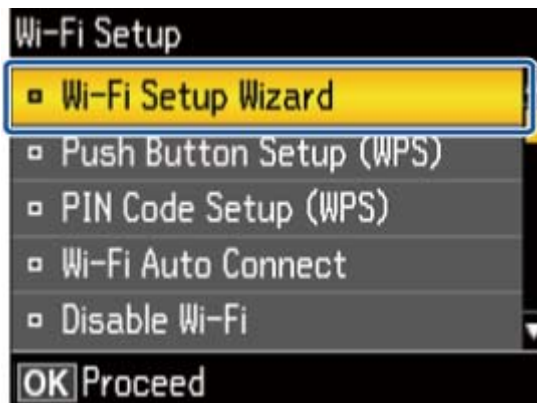 Wi-Fi Setup
Wi-Fi Setup Wizard
Push Button Setup (WPS)
PIN Code Setup (WPS)
Wi-Fi Auto Connect
Disable Wi-Fi
OK Proceed